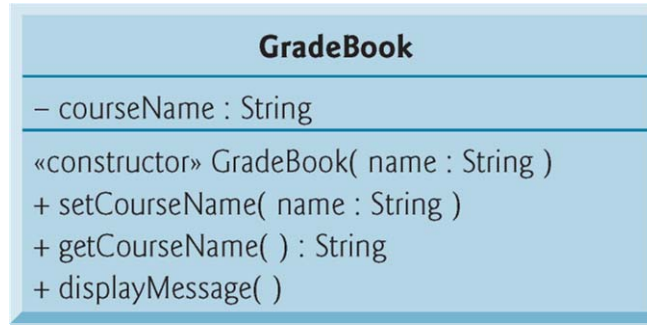 GradeBook
– courseName : String
«constructor» GradeBook( name : String )
+ setCourseName( name : String )
+ getCourseName( ) : String
+ displayMessage( )